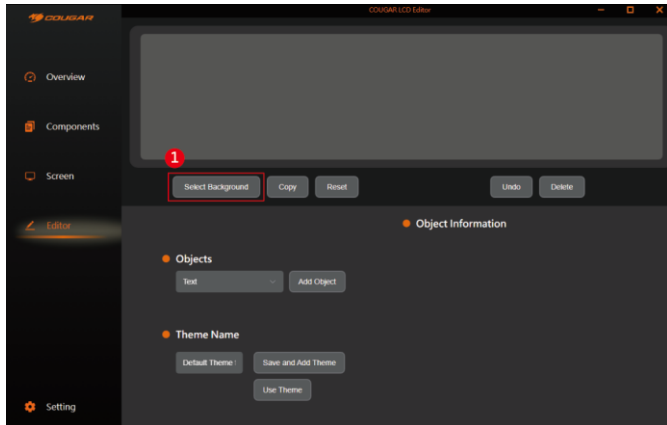 COUGAR
COUGAR LCD Editor
Overview
Components
Screen
Editor
Setting
1
Select Background
Copy
Reset
Undo
Delete
Object Information
Objects
Text
Add Object
Theme Name
Default Theme
Save and Add Theme
Use Theme